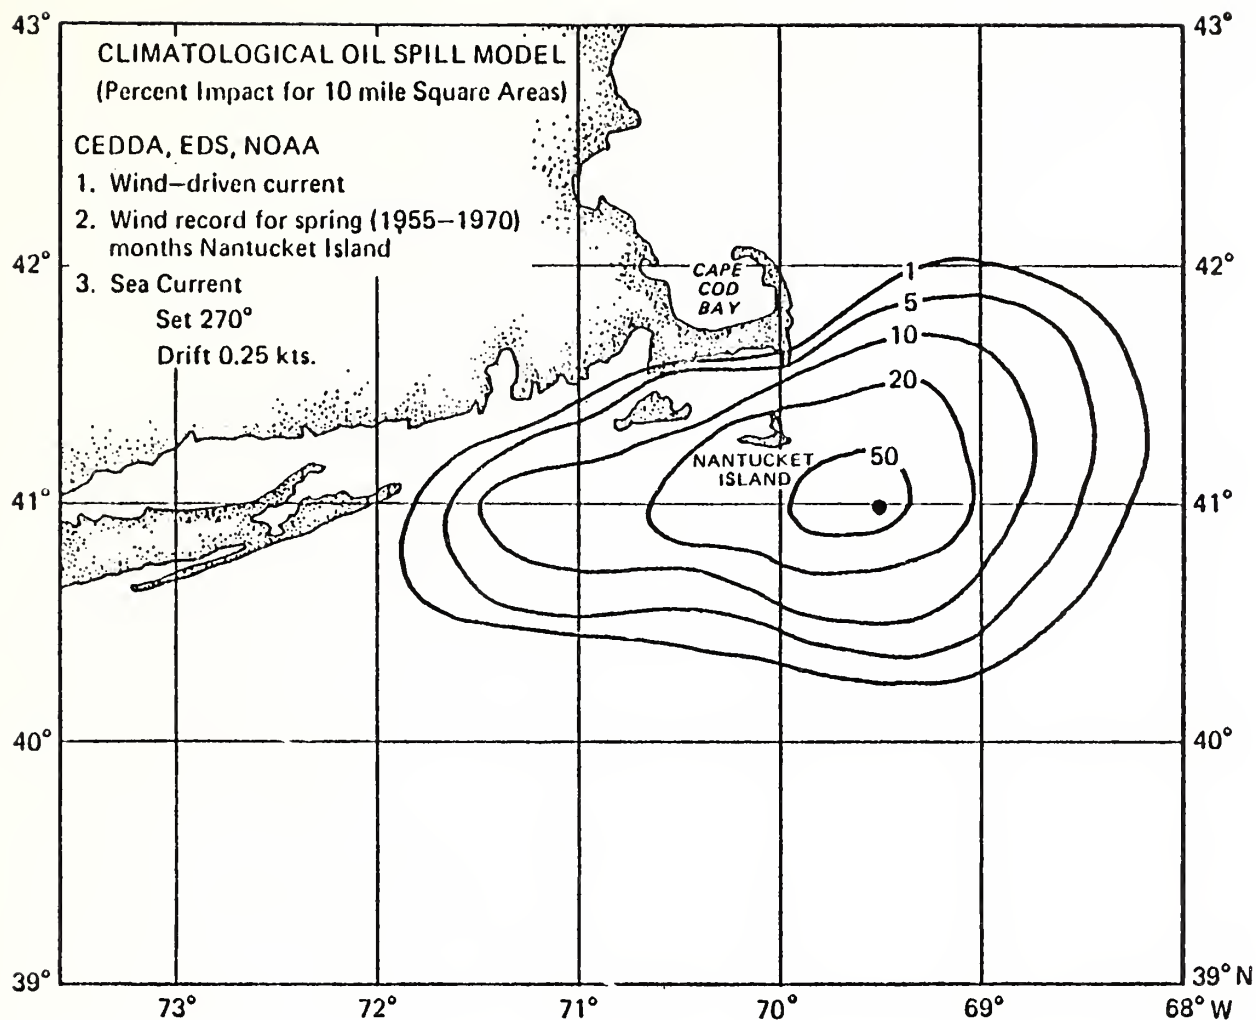 43°
43°
CLIMATOLOGICAL OIL SPILL MODEL
(Percent Impact for 10 mile Square Areas)
CEDDA, EDS, NOAA
1. Wind–driven current
2. Wind record for spring (1955–1970)
months Nantucket Island
3. Sea Current
Set 270°
Drift 0.25 kts.
42°
42°
CAPE
COD
BAY
1
5
10
20
50
NANTUCKET
ISLAND
41°
41°
40°
40°
39°
39° N
73°
72°
71°
70°
69°
68° W